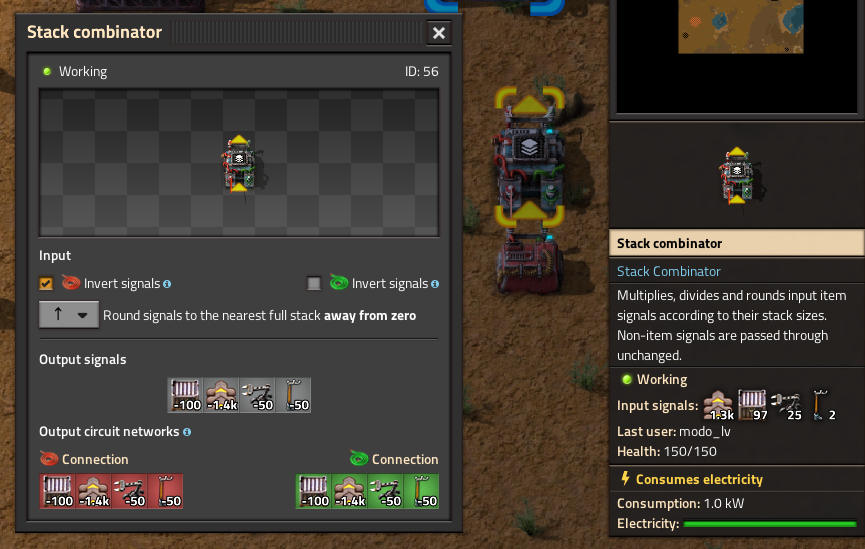 Stack combinator
Working
ID: 56
Input
Invert signals
Invert signals
Round signals to the nearest full stack away from zero
Output signals
-100 -1.4k -50 -50
Output circuit networks
Connection
Connection
-100 -1.4k -50 -50
-100 -1.4k -50 -50
Stack combinator
Stack Combinator
Multiplies, divides and rounds input item
signals according to their stack sizes.
Non-item signals are passed through
unchanged.
Working
Input signals: 1.3k 97 25 2
Last user: modo_lv
Health: 150/150
Consumes electricity
Consumption: 1.0 kW
Electricity: